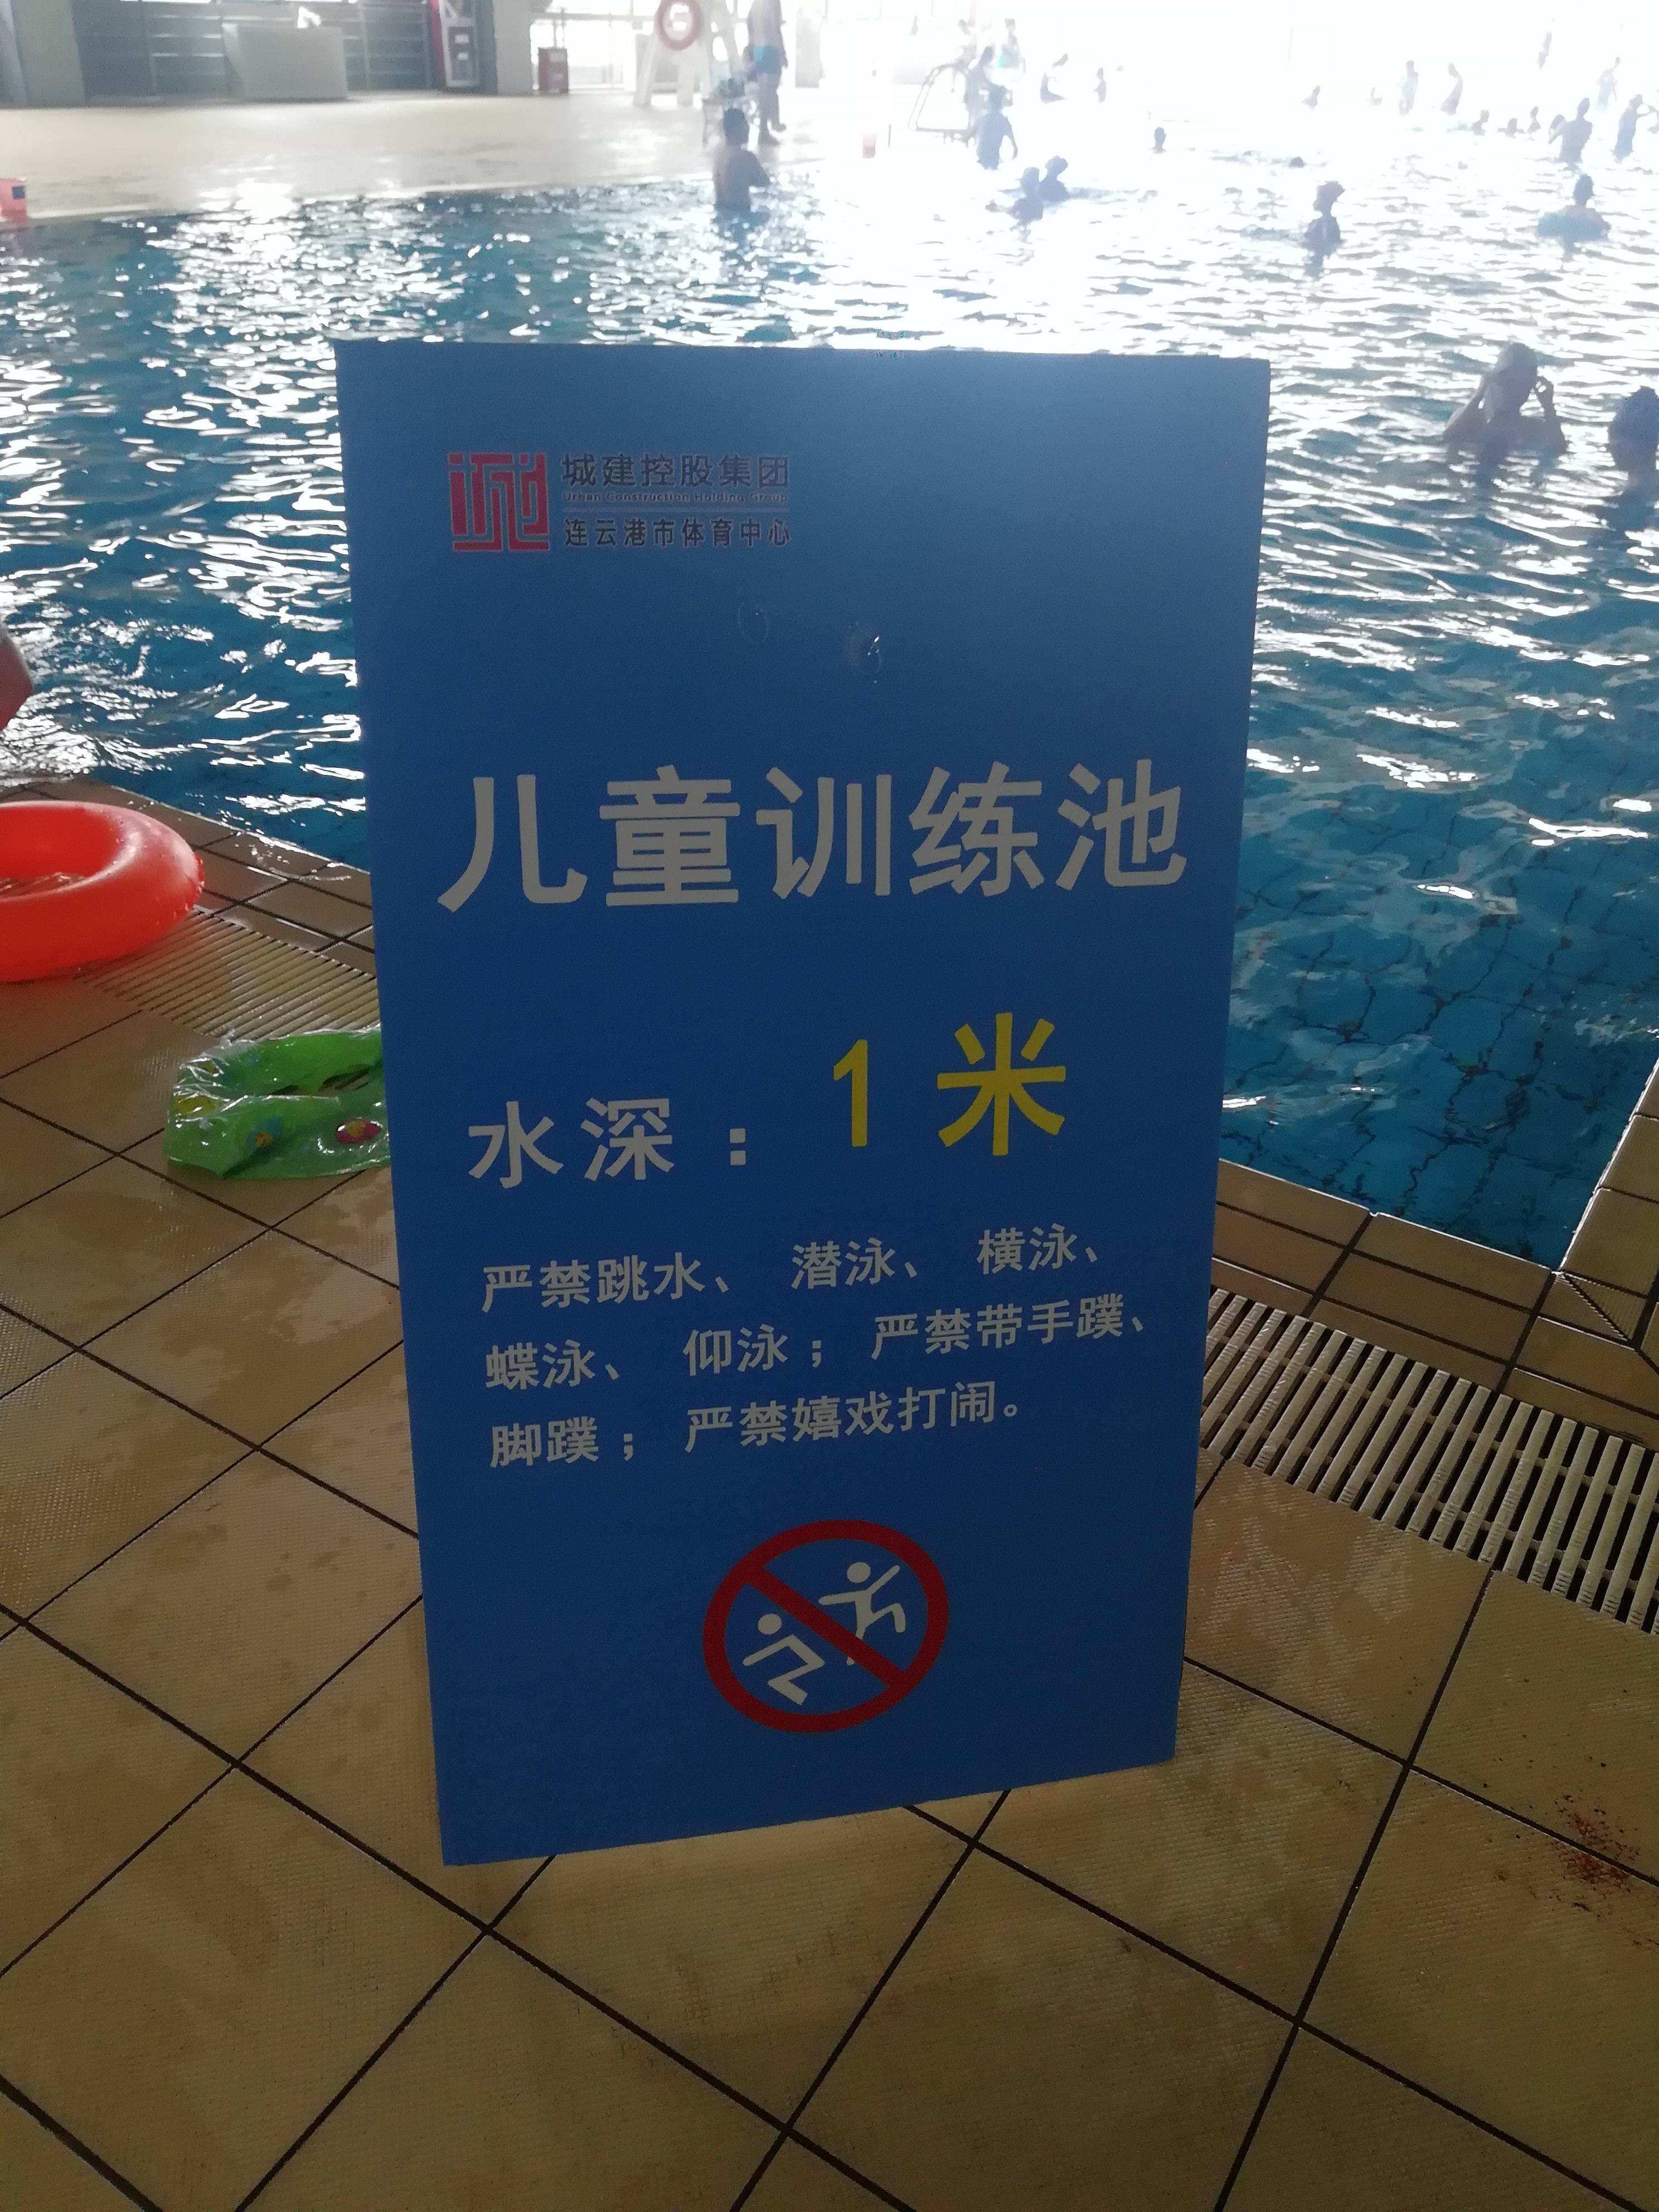 城建控股集团
Urban Construction Holding Group
连云港市体育中心
儿童训练池
水深：1米
严禁跳水、潜泳、横泳、
蝶泳、仰泳；严禁带手蹼、
脚蹼；严禁嬉戏打闹。